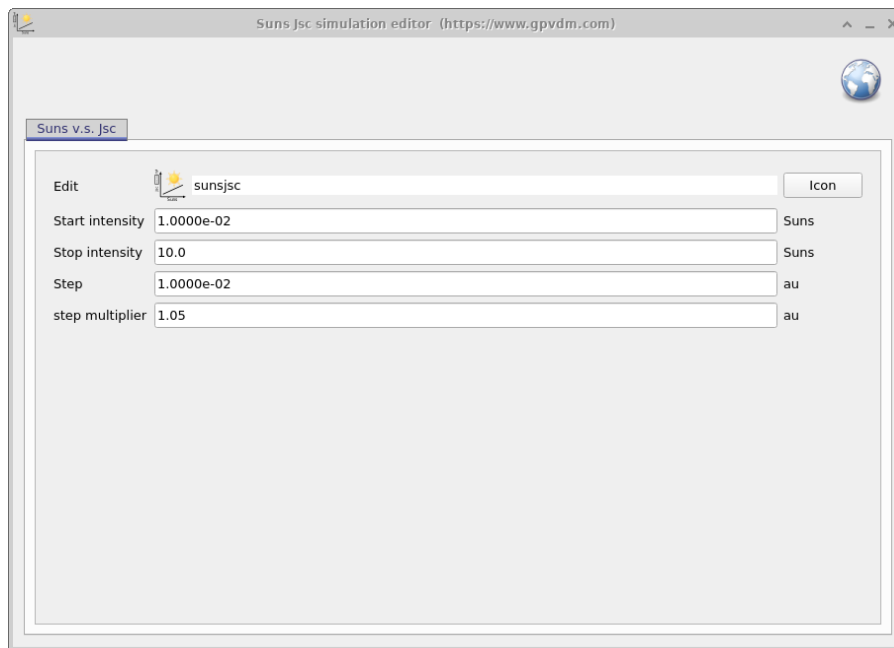 Suns Jsc simulation editor (https://www.gpvdm.com)
Suns v.s. Jsc
Edit sunsjsc Icon
Start intensity 1.0000e-02 Suns
Stop intensity 10.0 Suns
Step 1.0000e-02 au
step multiplier 1.05 au